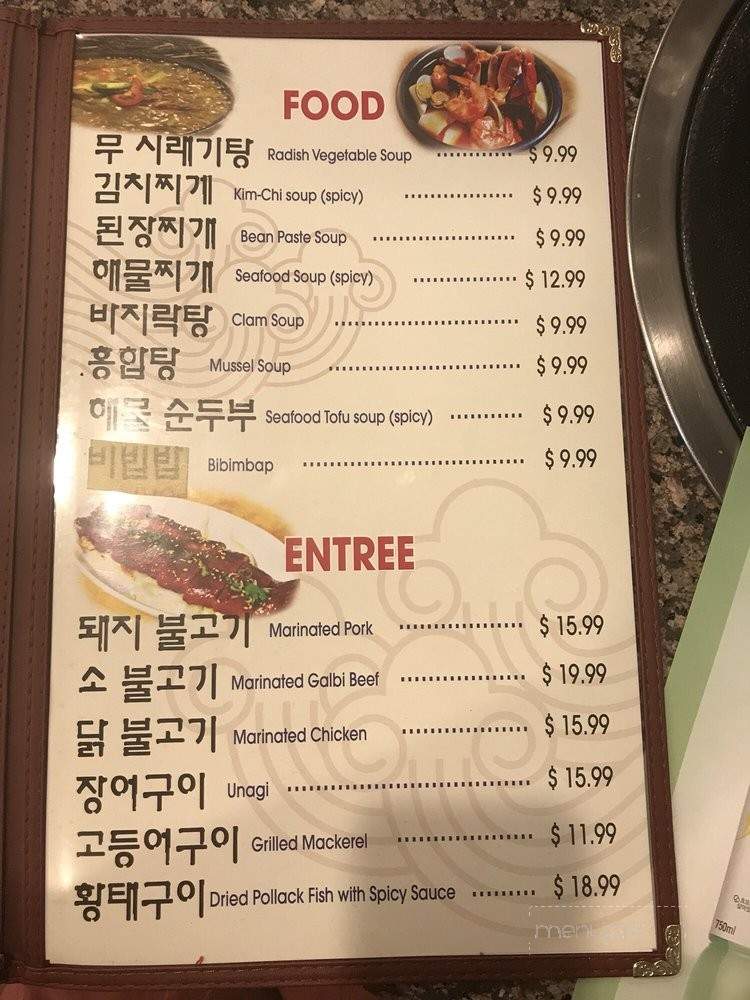 FOOD
무 시래기탕 Radish Vegetable Soup $ 9.99
김치찌게 Kim-Chi soup (spicy) $ 9.99
된장찌개 Bean Paste Soup $ 9.99
해물찌개 Seafood Soup (spicy) $ 12.99
바지락탕 Clam Soup $ 9.99
홍합탕 Mussel Soup $ 9.99
해물 순두부 Seafood Tofu soup (spicy) $ 9.99
비빔밥 Bibimbap $ 9.99
ENTREE
돼지 불고기 Marinated Pork $ 15.99
소 불고기 Marinated Galbi Beef $ 19.99
닭 불고기 Marinated Chicken $ 15.99
장어구이 Unagi $ 15.99
고등어구이 Grilled Mackerel $ 11.99
황태구이 Dried Pollack Fish with Spicy Sauce $ 18.99
750ml